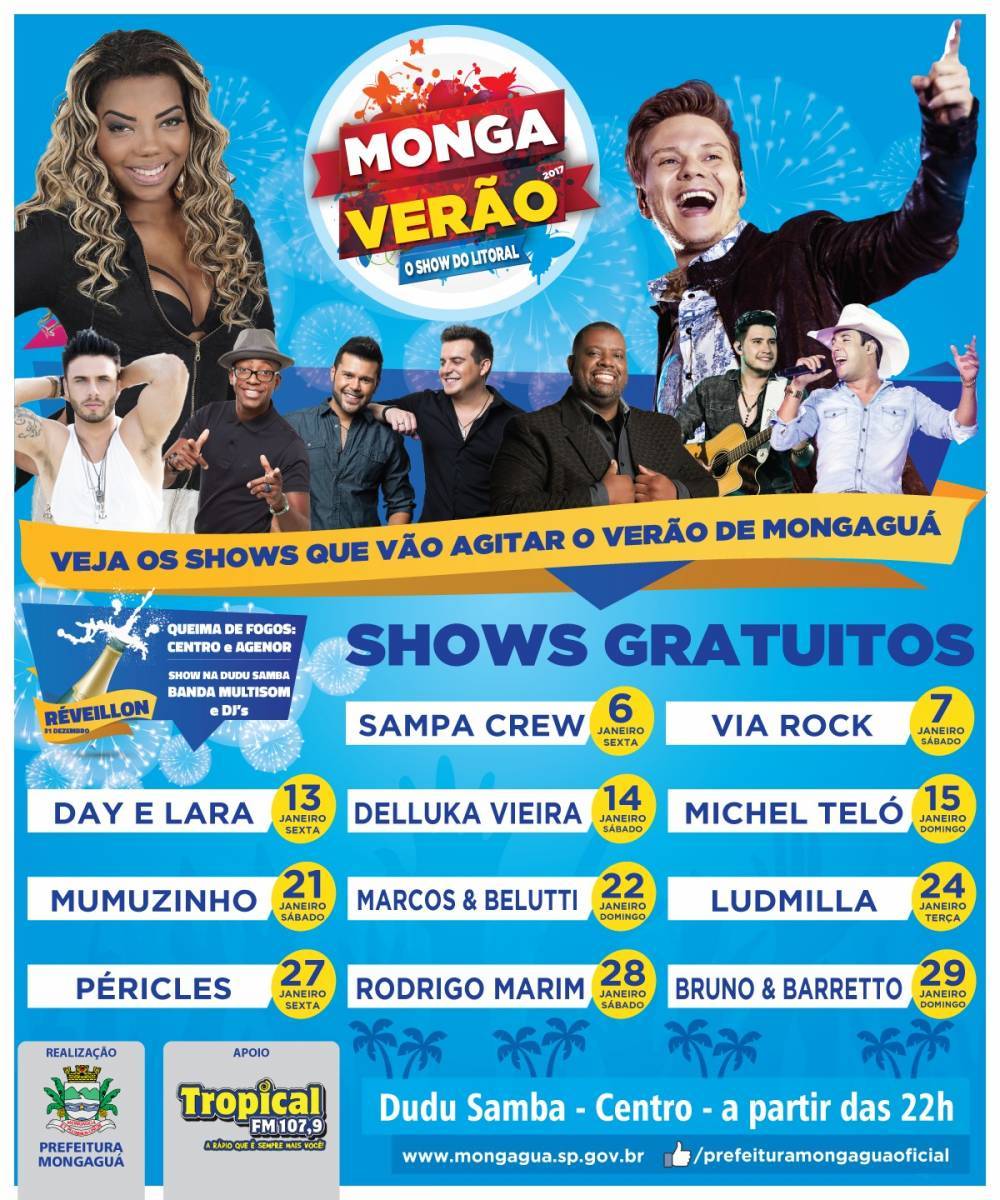 MONGA
VERÃO 2017
O SHOW DO LITORAL
VEJA OS SHOWS QUE VÃO AGITAR O VERÃO DE MONGAGUÁ
QUEIMA DE FOGOS:
CENTRO e AGENOR
SHOW NA DUDU SAMBA
BANDA MULTISOM
e DJ's
RÉVEILLON
31 DEZEMBRO
SHOWS GRATUITOS
SAMPA CREW
6
JANEIRO
SEXTA
VIA ROCK
7
JANEIRO
SÁBADO
DAY E LARA
13
JANEIRO
SEXTA
DELLUKA VIEIRA
14
JANEIRO
SÁBADO
MICHEL TELÓ
15
JANEIRO
DOMINGO
MUMUZINHO
21
JANEIRO
SÁBADO
MARCOS & BELUTTI
22
JANEIRO
DOMINGO
LUDMILLA
24
JANEIRO
TERÇA
PÉRICLES
27
JANEIRO
SEXTA
RODRIGO MARIM
28
JANEIRO
SÁBADO
BRUNO & BARRETTO
29
JANEIRO
DOMINGO
REALIZAÇÃO
PREFEITURA
MONGAGUÁ
APOIO
Tropical
FM 107,9
A RÁDIO QUE É SEMPRE MAIS VOCÊ!
Dudu Samba - Centro - a partir das 22h
www.mongagua.sp.gov.br /prefeituramongaguaoficial